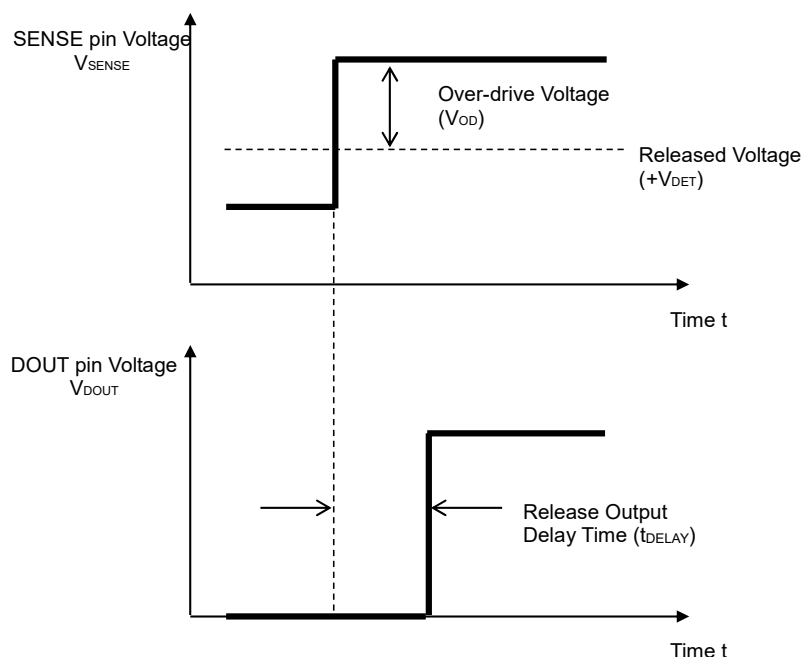 SENSE pin Voltage
VSENSE
Over-drive Voltage
(VOD)
Released Voltage
(+VDET)
Time t
DOUT pin Voltage
VDOUT
Release Output
Delay Time (tDELAY)
Time t